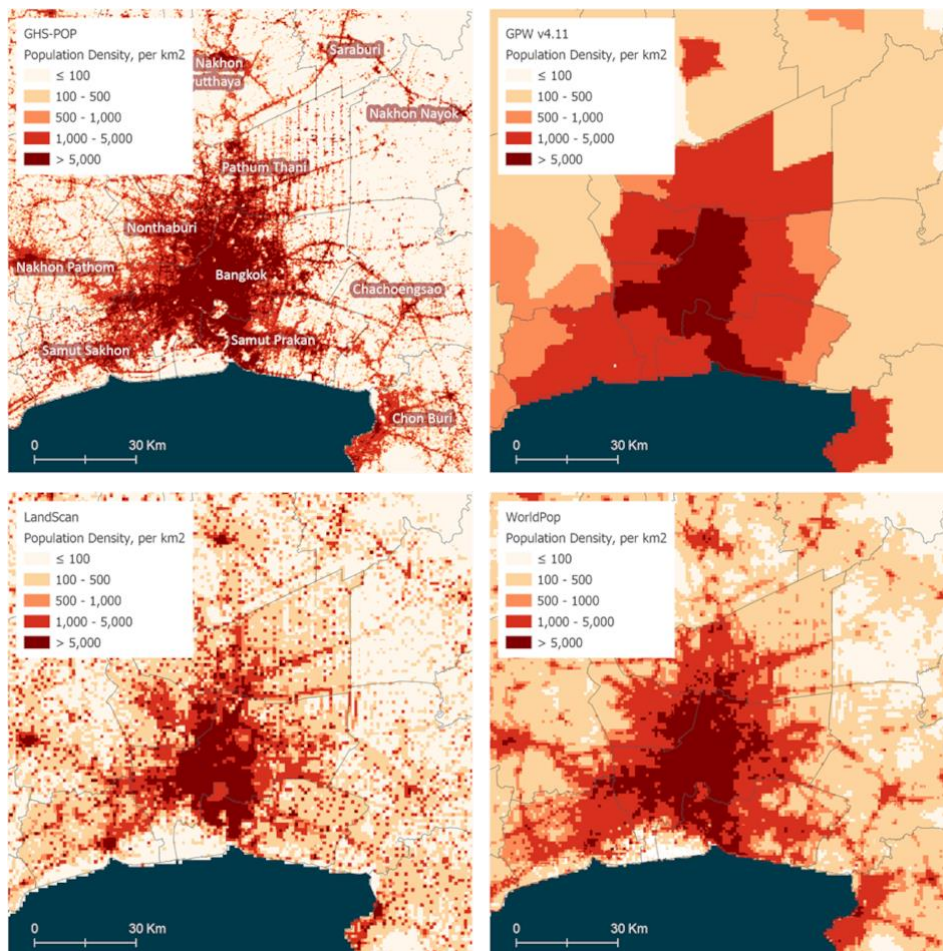 GHS-POP
Population Density, per km2
≤ 100
100 - 500
500 - 1,000
1,000 - 5,000
> 5,000
Nakhon
utthaya
Saraburi
Nakhon Nayok
Pathum Thani
Nonthaburi
Nakhon Pathom
Bangkok
Chachoengsao
Samut Sakhon
Samut Prakan
Chon Buri
0 30 Km
GPW v4.11
Population Density, per km2
≤ 100
100 - 500
500 - 1,000
1,000 - 5,000
> 5,000
0 30 Km
LandScan
Population Density, per km2
≤ 100
100 - 500
500 - 1,000
1,000 - 5,000
> 5,000
0 30 Km
WorldPop
Population Density, per km2
≤ 100
100 - 500
500 - 1000
1,000 - 5,000
> 5,000
0 30 Km